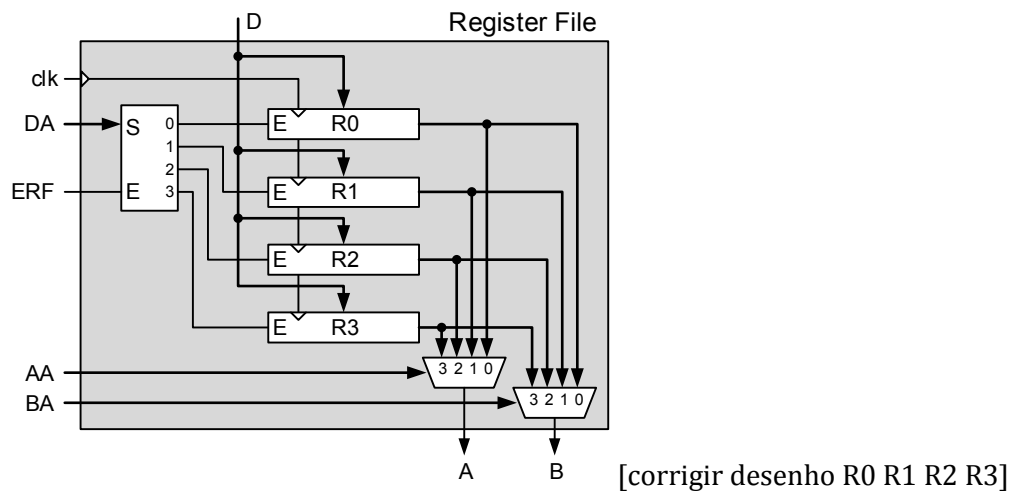 D Register File
clk
DA S 0 E R0
1
ERF E 2 E R1
3
E R2
E R3
AA 3 2 1 0
BA 3 2 1 0
A B [corrigir desenho R0 R1 R2 R3]